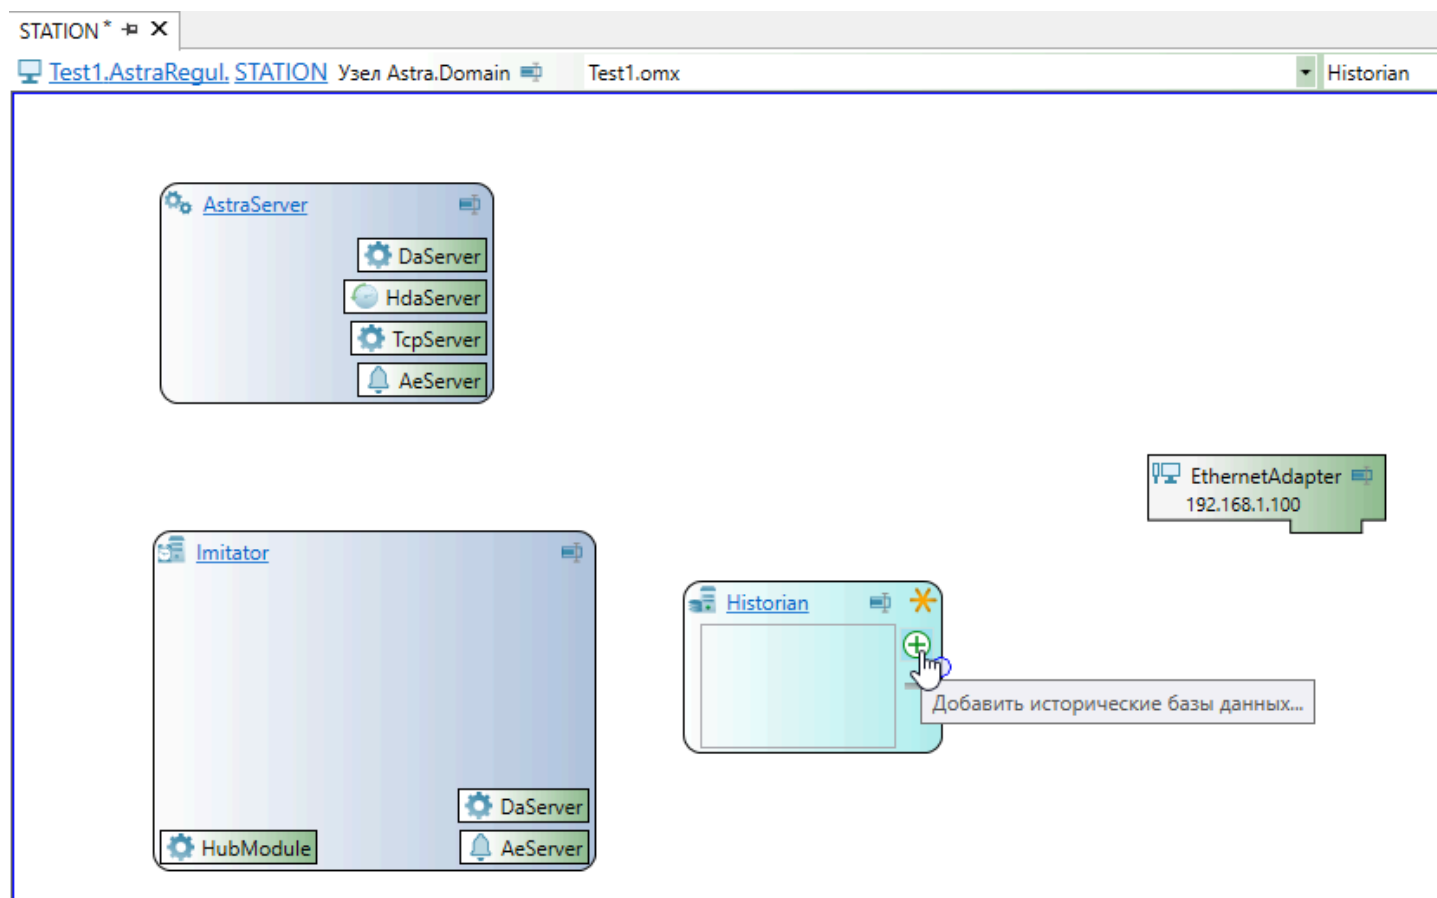 STATION*
Test1.AstraRegul. STATION Узел Astra.Domain Test1.omx Historian
AstraServer
DaServer
HdaServer
TcpServer
AeServer
EthernetAdapter
192.168.1.100
Imitator
Historian
Добавить исторические базы данных...
DaServer
HubModule
AeServer